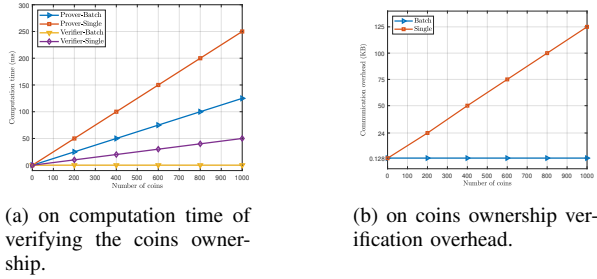 300
250
200
150
100
50
0
Computation time (ms)
Prover-Batch
Prover-Single
Verifier-Batch
Verifier-Single
0 100 200 300 400 500 600 700 800 900 1000
Number of coins
(a) on computation time of
verifying the coins owner-
ship.
125
100
75
50
24
0.128
Communication overhead (KB)
Batch
Single
0 100 200 300 400 500 600 700 800 900 1000
Number of coins
(b) on coins ownership ver-
ification overhead.